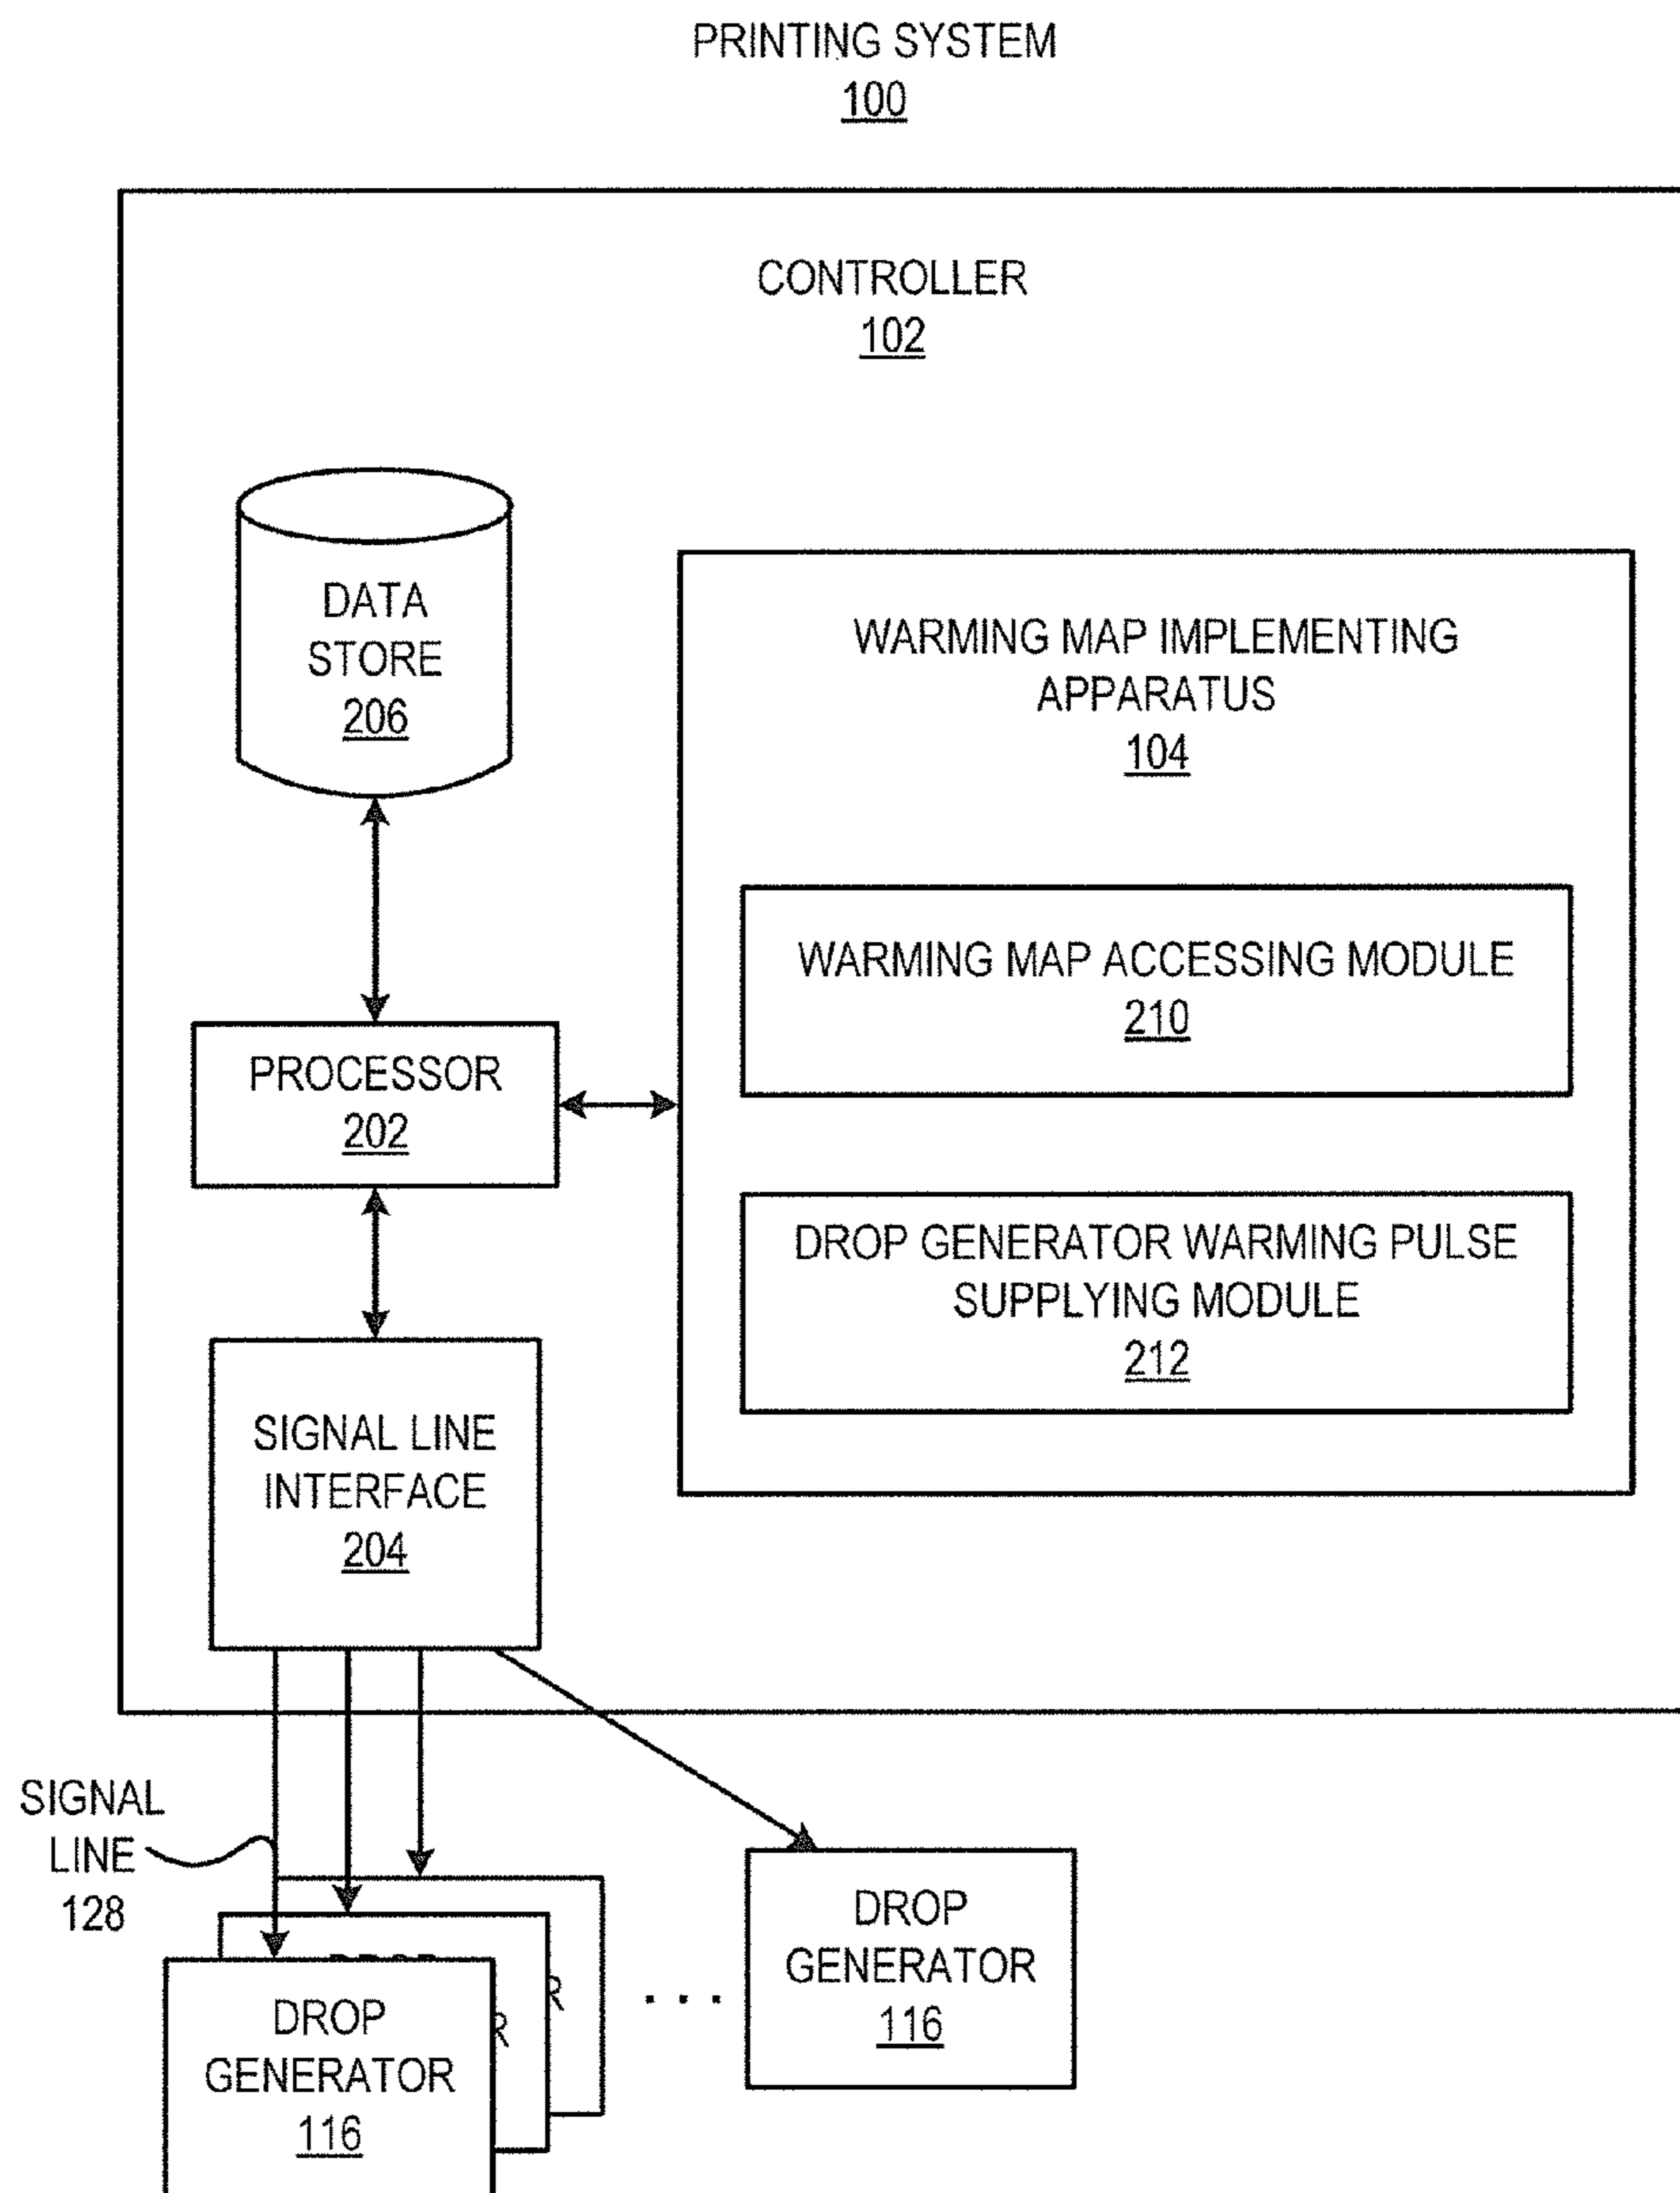 PRINTING SYSTEM
100
CONTROLLER
102
DATA
STORE
206
WARMING MAP IMPLEMENTING
APPARATUS
104
WARMING MAP ACCESSING MODULE
210
PROCESSOR
202
DROP GENERATOR WARMING PULSE
SUPPLYING MODULE
212
SIGNAL LINE
INTERFACE
204
SIGNAL
LINE
128
DROP
GENERATOR
116
R
R
DROP
GENERATOR
116